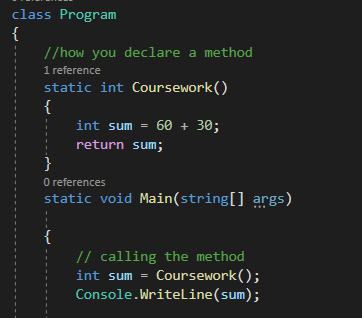 class Program
{
//how you declare a method
1 reference
static int Coursework()
{
int sum = 60 + 30;
return sum;
}
0 references
static void Main(string[] args)
{
// calling the method
int sum = Coursework();
Console.WriteLine(sum);